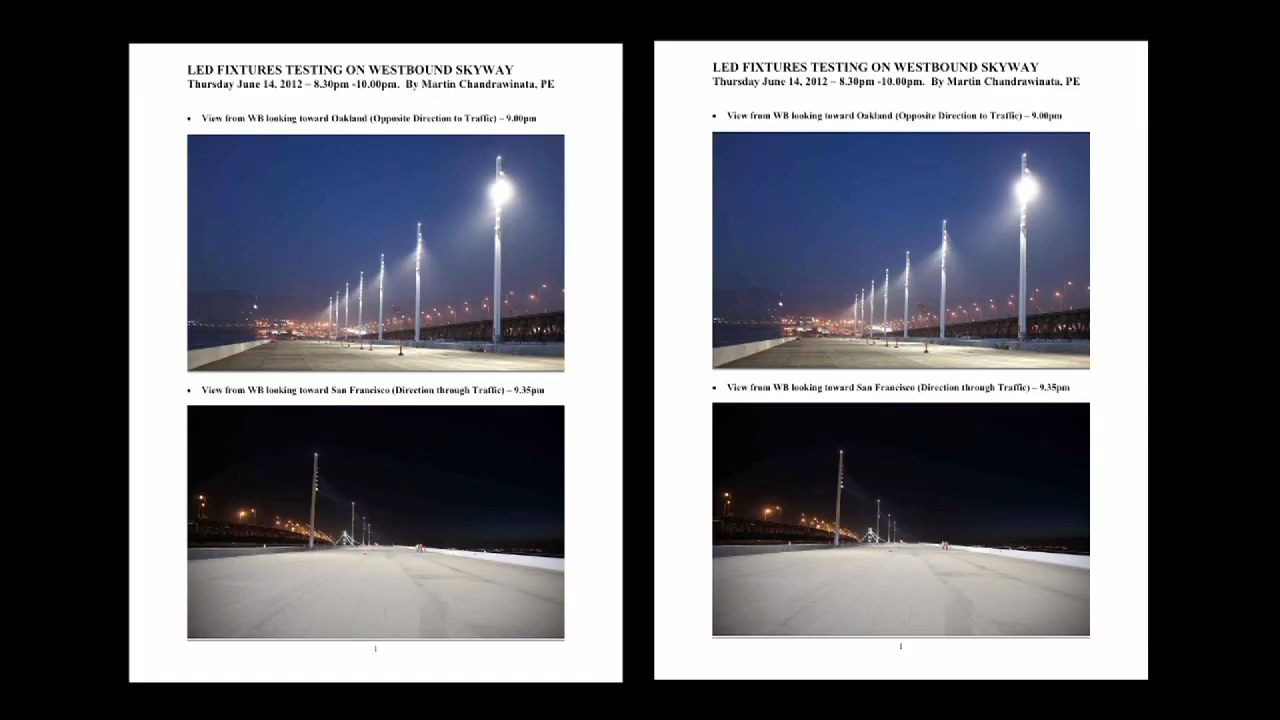 LED FIXTURES TESTING ON WESTBOUND SKYWAY
Thursday June 14, 2012 – 8.30pm -10.00pm. By Martin Chandrawinata, PE
• View from WB looking toward Oakland (Opposite Direction to Traffic) – 9.00pm
• View from WB looking toward San Francisco (Direction through Traffic) – 9.35pm
1
LED FIXTURES TESTING ON WESTBOUND SKYWAY
Thursday June 14, 2012 – 8.30pm -10.00pm. By Martin Chandrawinata, PE
• View from WB looking toward Oakland (Opposite Direction to Traffic) – 9.00pm
• View from WB looking toward San Francisco (Direction through Traffic) – 9.35pm
1